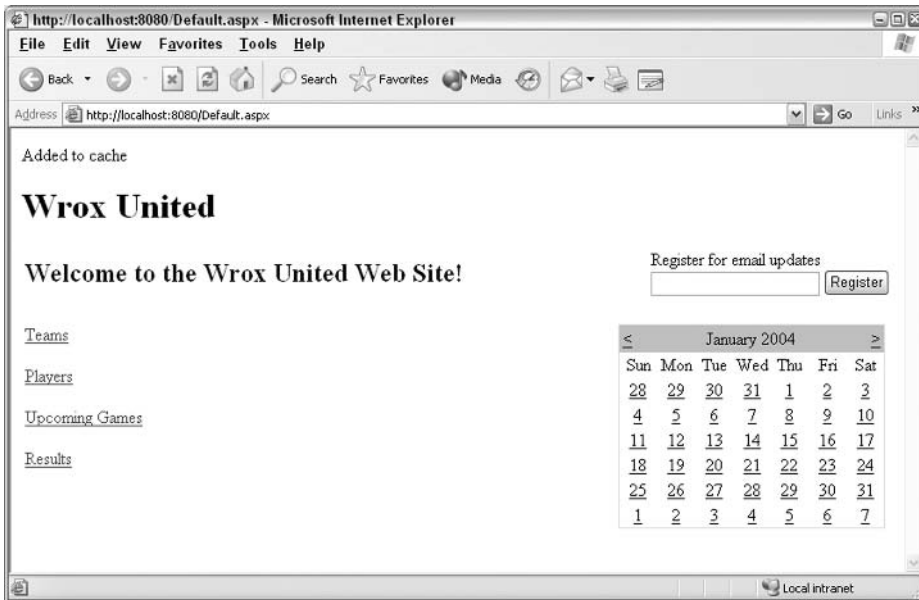 http://localhost:8080/Default.aspx - Microsoft Internet Explorer
File Edit View Favorites Tools Help
Back Search Favorites Media
Address http://localhost:8080/Default.aspx Go Links »
Added to cache
Wrox United
Welcome to the Wrox United Web Site!
Register for email updates
Register
Teams
Players
Upcoming Games
Results
< January 2004 >
Sun Mon Tue Wed Thu Fri Sat
28 29 30 31 1 2 3
4 5 6 7 8 9 10
11 12 13 14 15 16 17
18 19 20 21 22 23 24
25 26 27 28 29 30 31
1 2 3 4 5 6 7
Local intranet